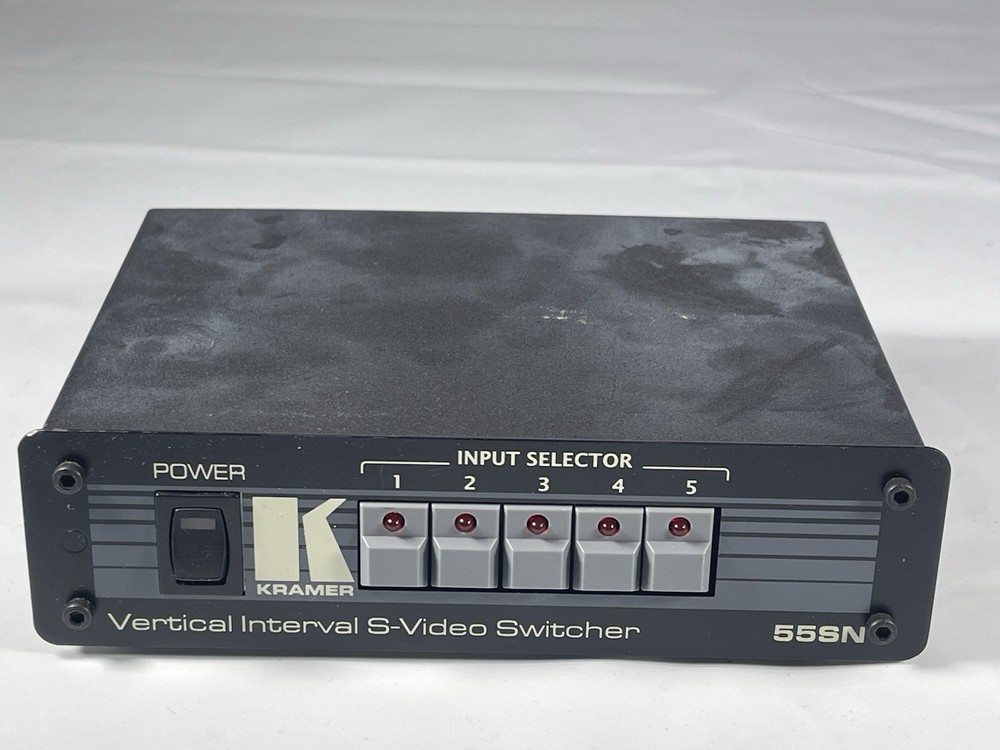 INPUT SELECTOR
POWER
1 2 3 4 5
K
KRAMER
Vertical Interval S-Video Switcher
55SN